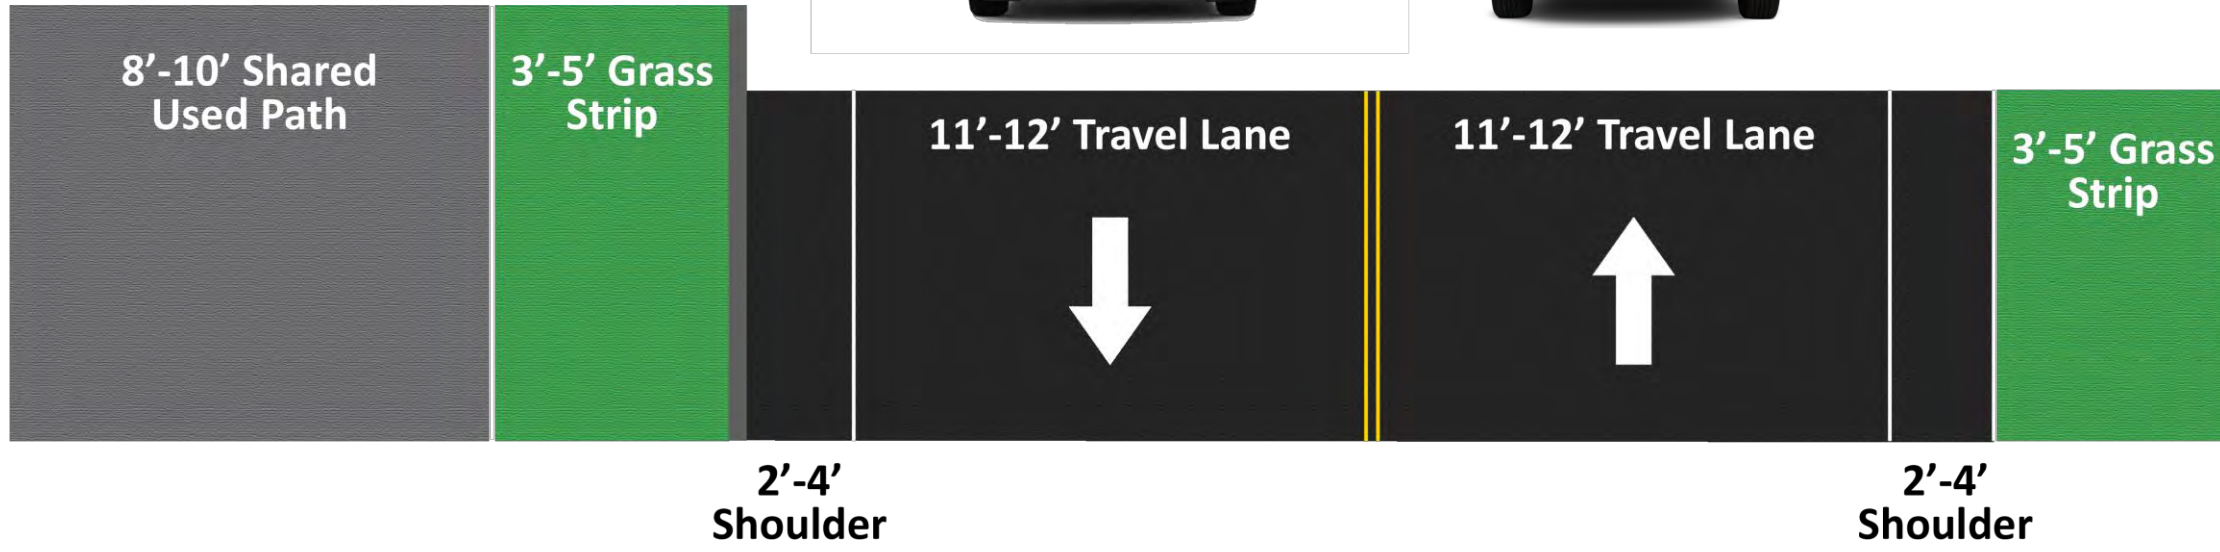 8’-10’ Shared
Used Path
3’-5’ Grass
Strip
11’-12’ Travel Lane
11’-12’ Travel Lane
3’-5’ Grass
Strip
2’-4’
Shoulder
2’-4’
Shoulder